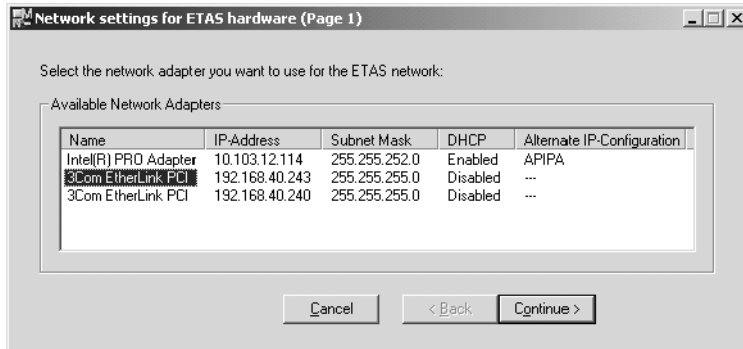 Network settings for ETAS hardware (Page 1)
Select the network adapter you want to use for the ETAS network:
Available Network Adapters
Name IP-Address Subnet Mask DHCP Alternate IP-Configuration
Intel(R) PRO Adapter 10.103.12.114 255.255.252.0 Enabled APIPA
3Com EtherLink PCI 192.168.40.243 255.255.255.0 Disabled ---
3Com EtherLink PCI 192.168.40.240 255.255.255.0 Disabled ---
Cancel < Back Continue >